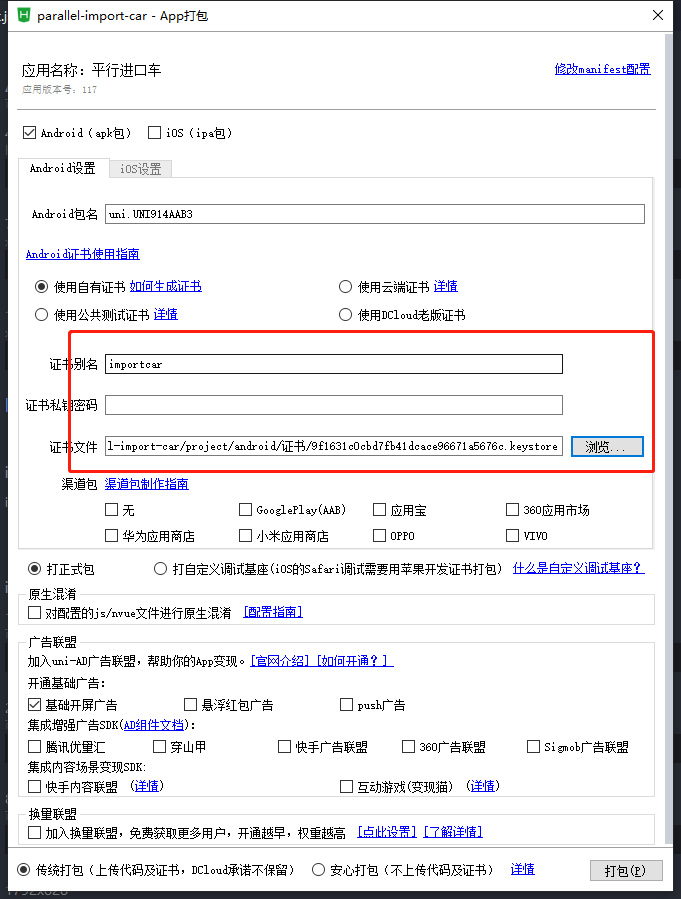 parallel-import-car - App打包
应用名称：平行进口车 修改manifest配置
应用版本号：117
Android（apk包） iOS（ipa包）
Android设置 iOS设置
Android包名 uni.UNI914AAB3
Android证书使用指南
使用自有证书 如何生成证书 使用云端证书 详情
使用公共测试证书 详情 使用DCloud老版证书
证书别名 importcar
证书私钥密码
证书文件 l-import-car/project/android/证书/9f1631c0cbd7fb41dcace96671a5676c.keystore 浏览...
渠道包 渠道包制作指南
无 GooglePlay(AAB) 应用宝 360应用市场
华为应用商店 小米应用商店 OPPO VIVO
打正式包 打自定义调试基座(iOS的Safari调试需要用苹果开发证书打包) 什么是自定义调试基座？
原生混淆
对配置的js/nvue文件进行原生混淆 [配置指南]
广告联盟
加入uni-AD广告联盟，帮助你的App变现。[官网介绍] [如何开通？]
开通基础广告：
基础开屏广告 悬浮红包广告 push广告
集成增强广告SDK(AD组件文档)：
腾讯优量汇 穿山甲 快手广告联盟 360广告联盟 Sigmob广告联盟
集成内容场景变现SDK:
快手内容联盟 （详情） 互动游戏(变现猫) （详情）
换量联盟
加入换量联盟，免费获取更多用户，开通越早，权重越高 [点此设置] [了解详情]
传统打包（上传代码及证书，DCloud承诺不保留） 安心打包（不上传代码及证书） 详情 打包(P)